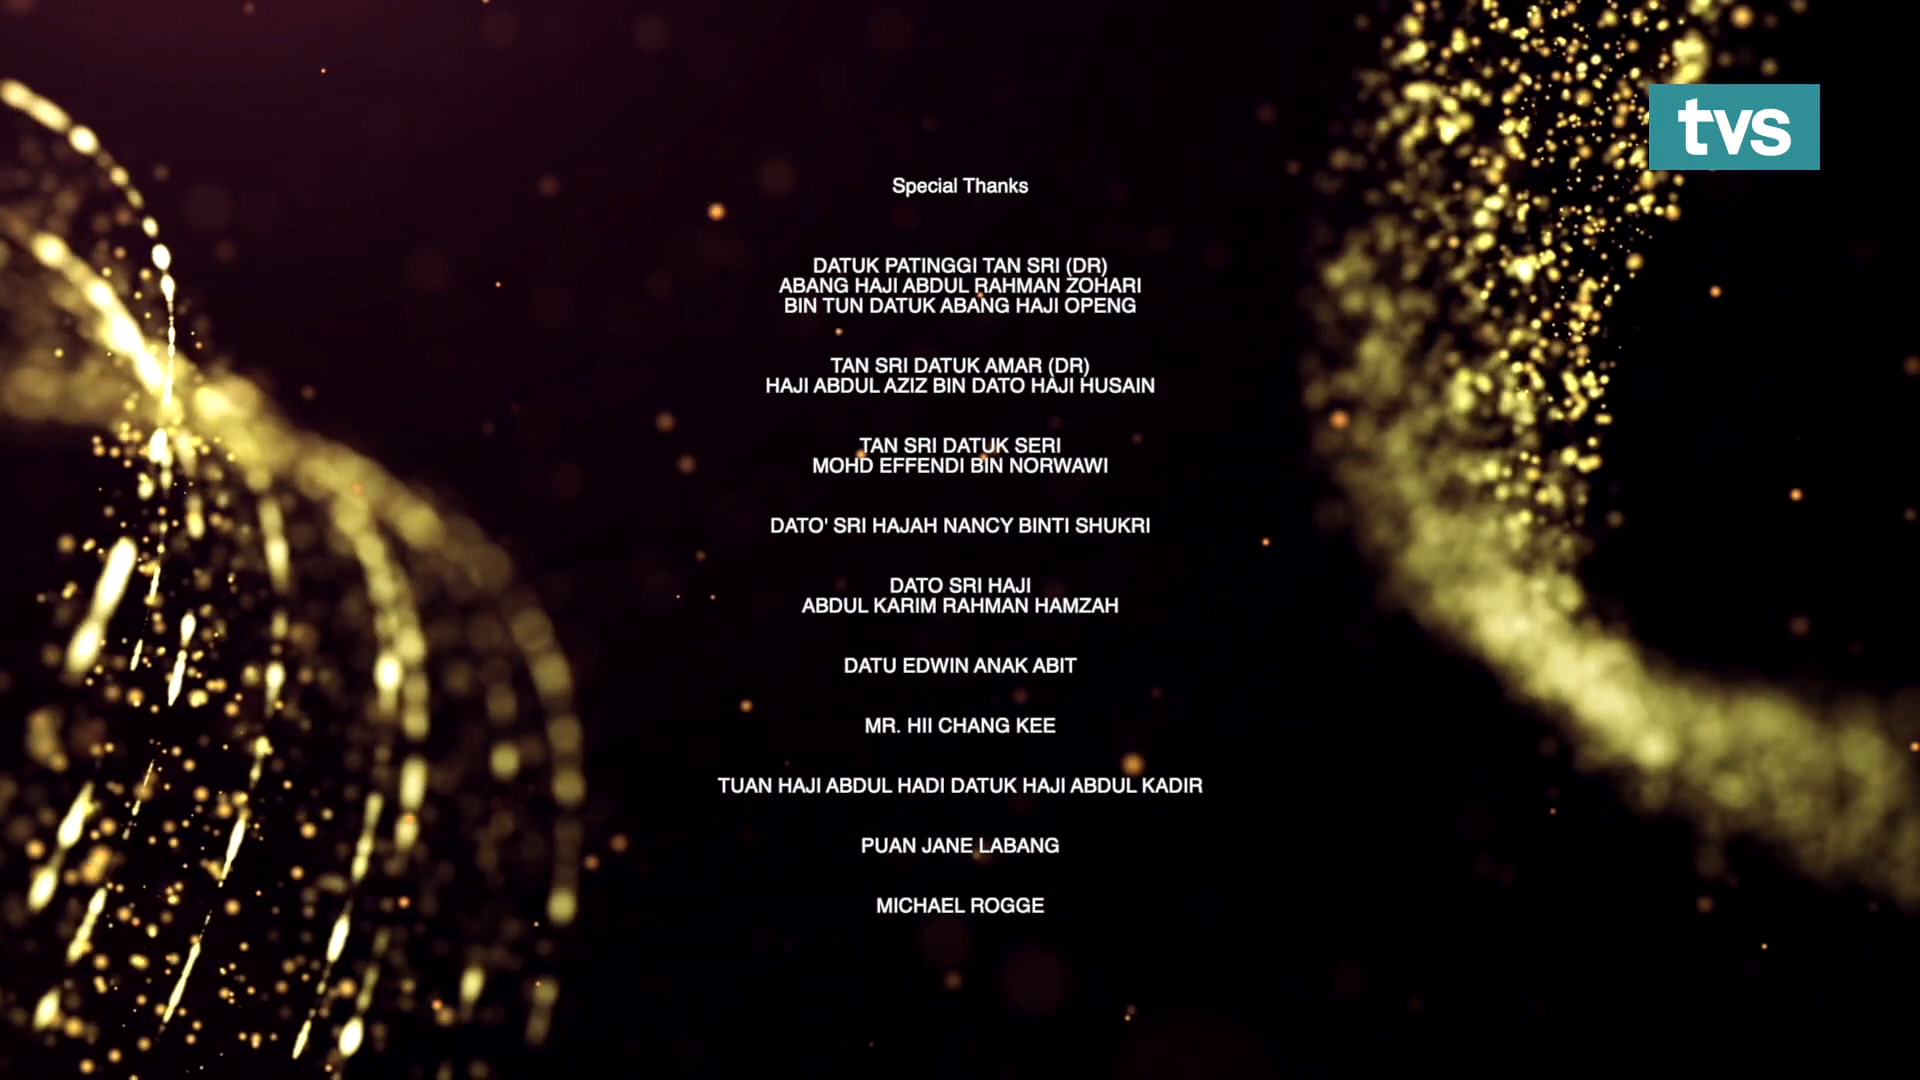 tvs
Special Thanks
DATUK PATINGGI TAN SRI (DR)
ABANG HAJI ABDUL RAHMAN ZOHARI
BIN TUN DATUK ABANG HAJI OPENG
TAN SRI DATUK AMAR (DR)
HAJI ABDUL AZIZ BIN DATO HAJI HUSAIN
TAN SRI DATUK SERI
MOHD EFFENDI BIN NORWAWI
DATO' SRI HAJAH NANCY BINTI SHUKRI
DATO SRI HAJI
ABDUL KARIM RAHMAN HAMZAH
DATU EDWIN ANAK ABIT
MR. HII CHANG KEE
TUAN HAJI ABDUL HADI DATUK HAJI ABDUL KADIR
PUAN JANE LABANG
MICHAEL ROGGE